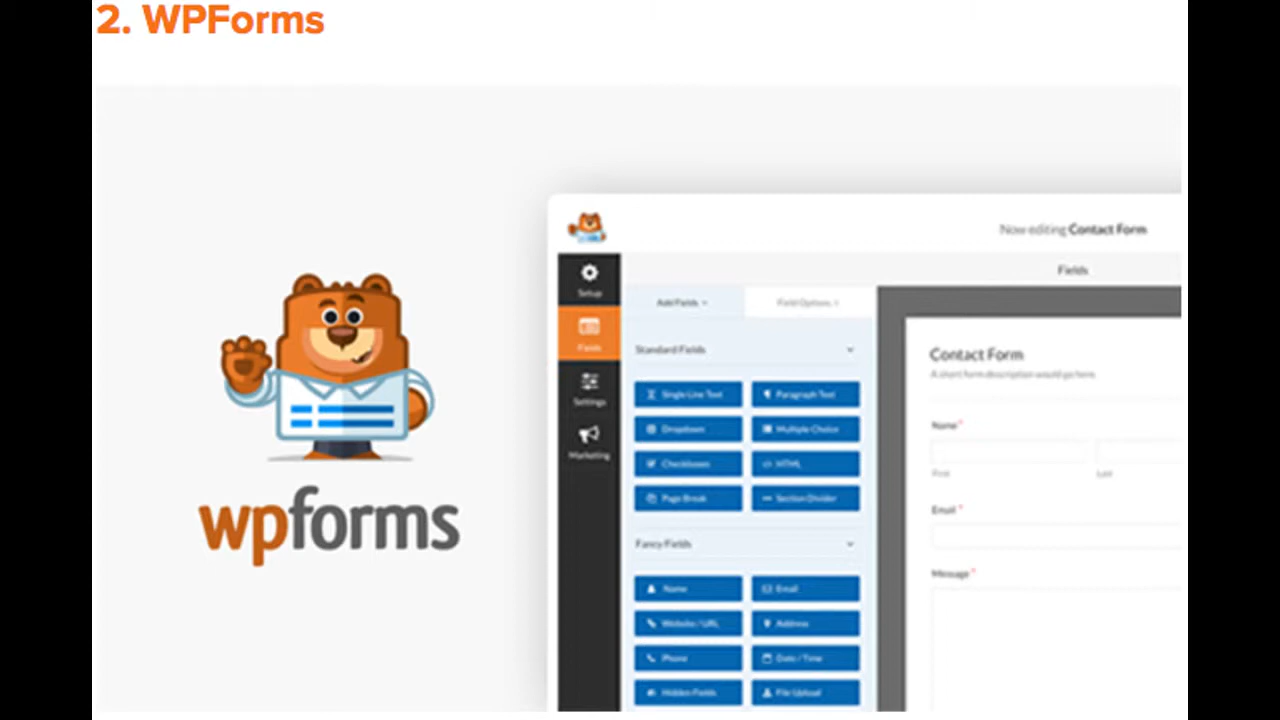 2. WPForms
wpforms
Now editing Contact Form
Fields
Setup
Fields
Settings
Marketing
Add Fields
Field Options
Standard Fields
Single Line Text
Paragraph Text
Dropdown
Multiple Choice
Checkboxes
HTML
Page Break
Section Divider
Fancy Fields
Name
Email
Website / URL
Address
Phone
Date / Time
Hidden Fields
File Upload
Contact Form
A short form description would go here.
Name *
First
Last
Email *
Message *